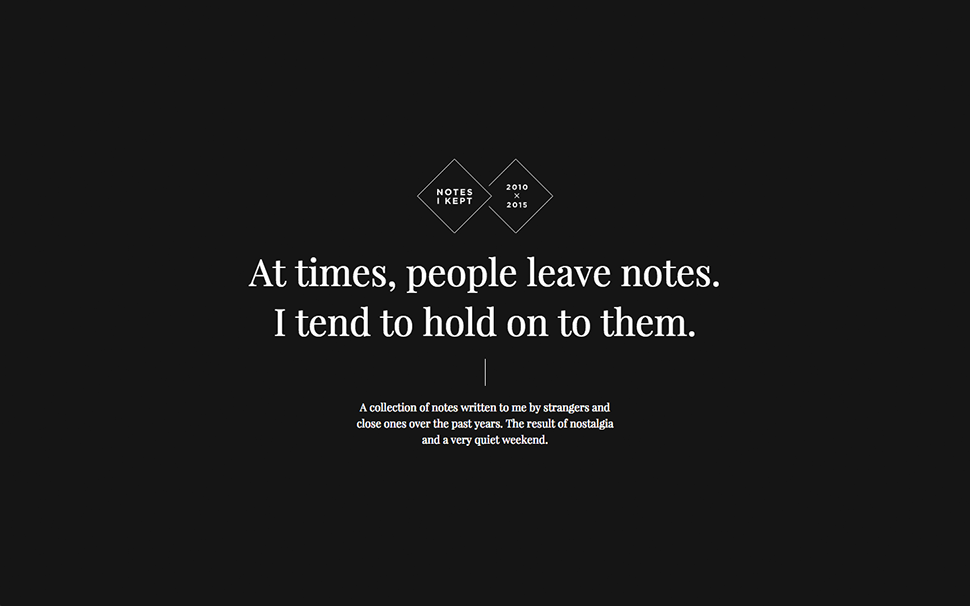 NOTES
I KEPT
2010
×
2015
At times, people leave notes.
I tend to hold on to them.
A collection of notes written to me by strangers and
close ones over the past years. The result of nostalgia
and a very quiet weekend.